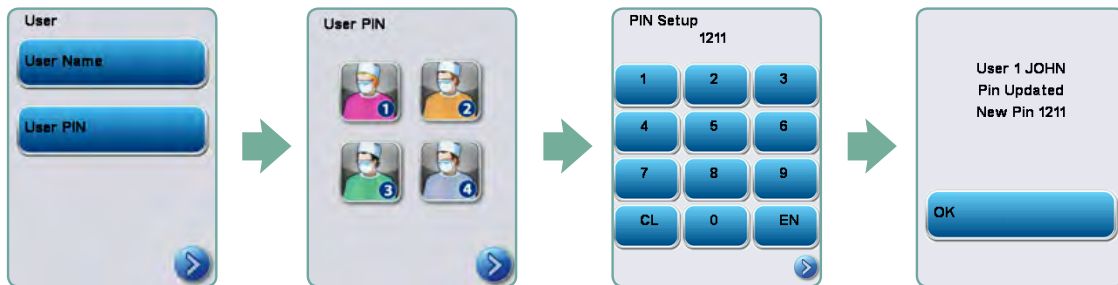 User
User Name
User PIN
User PIN
1
2
3
4
PIN Setup
1211
1 2 3
4 5 6
7 8 9
CL 0 EN
User 1 JOHN
Pin Updated
New Pin 1211
OK